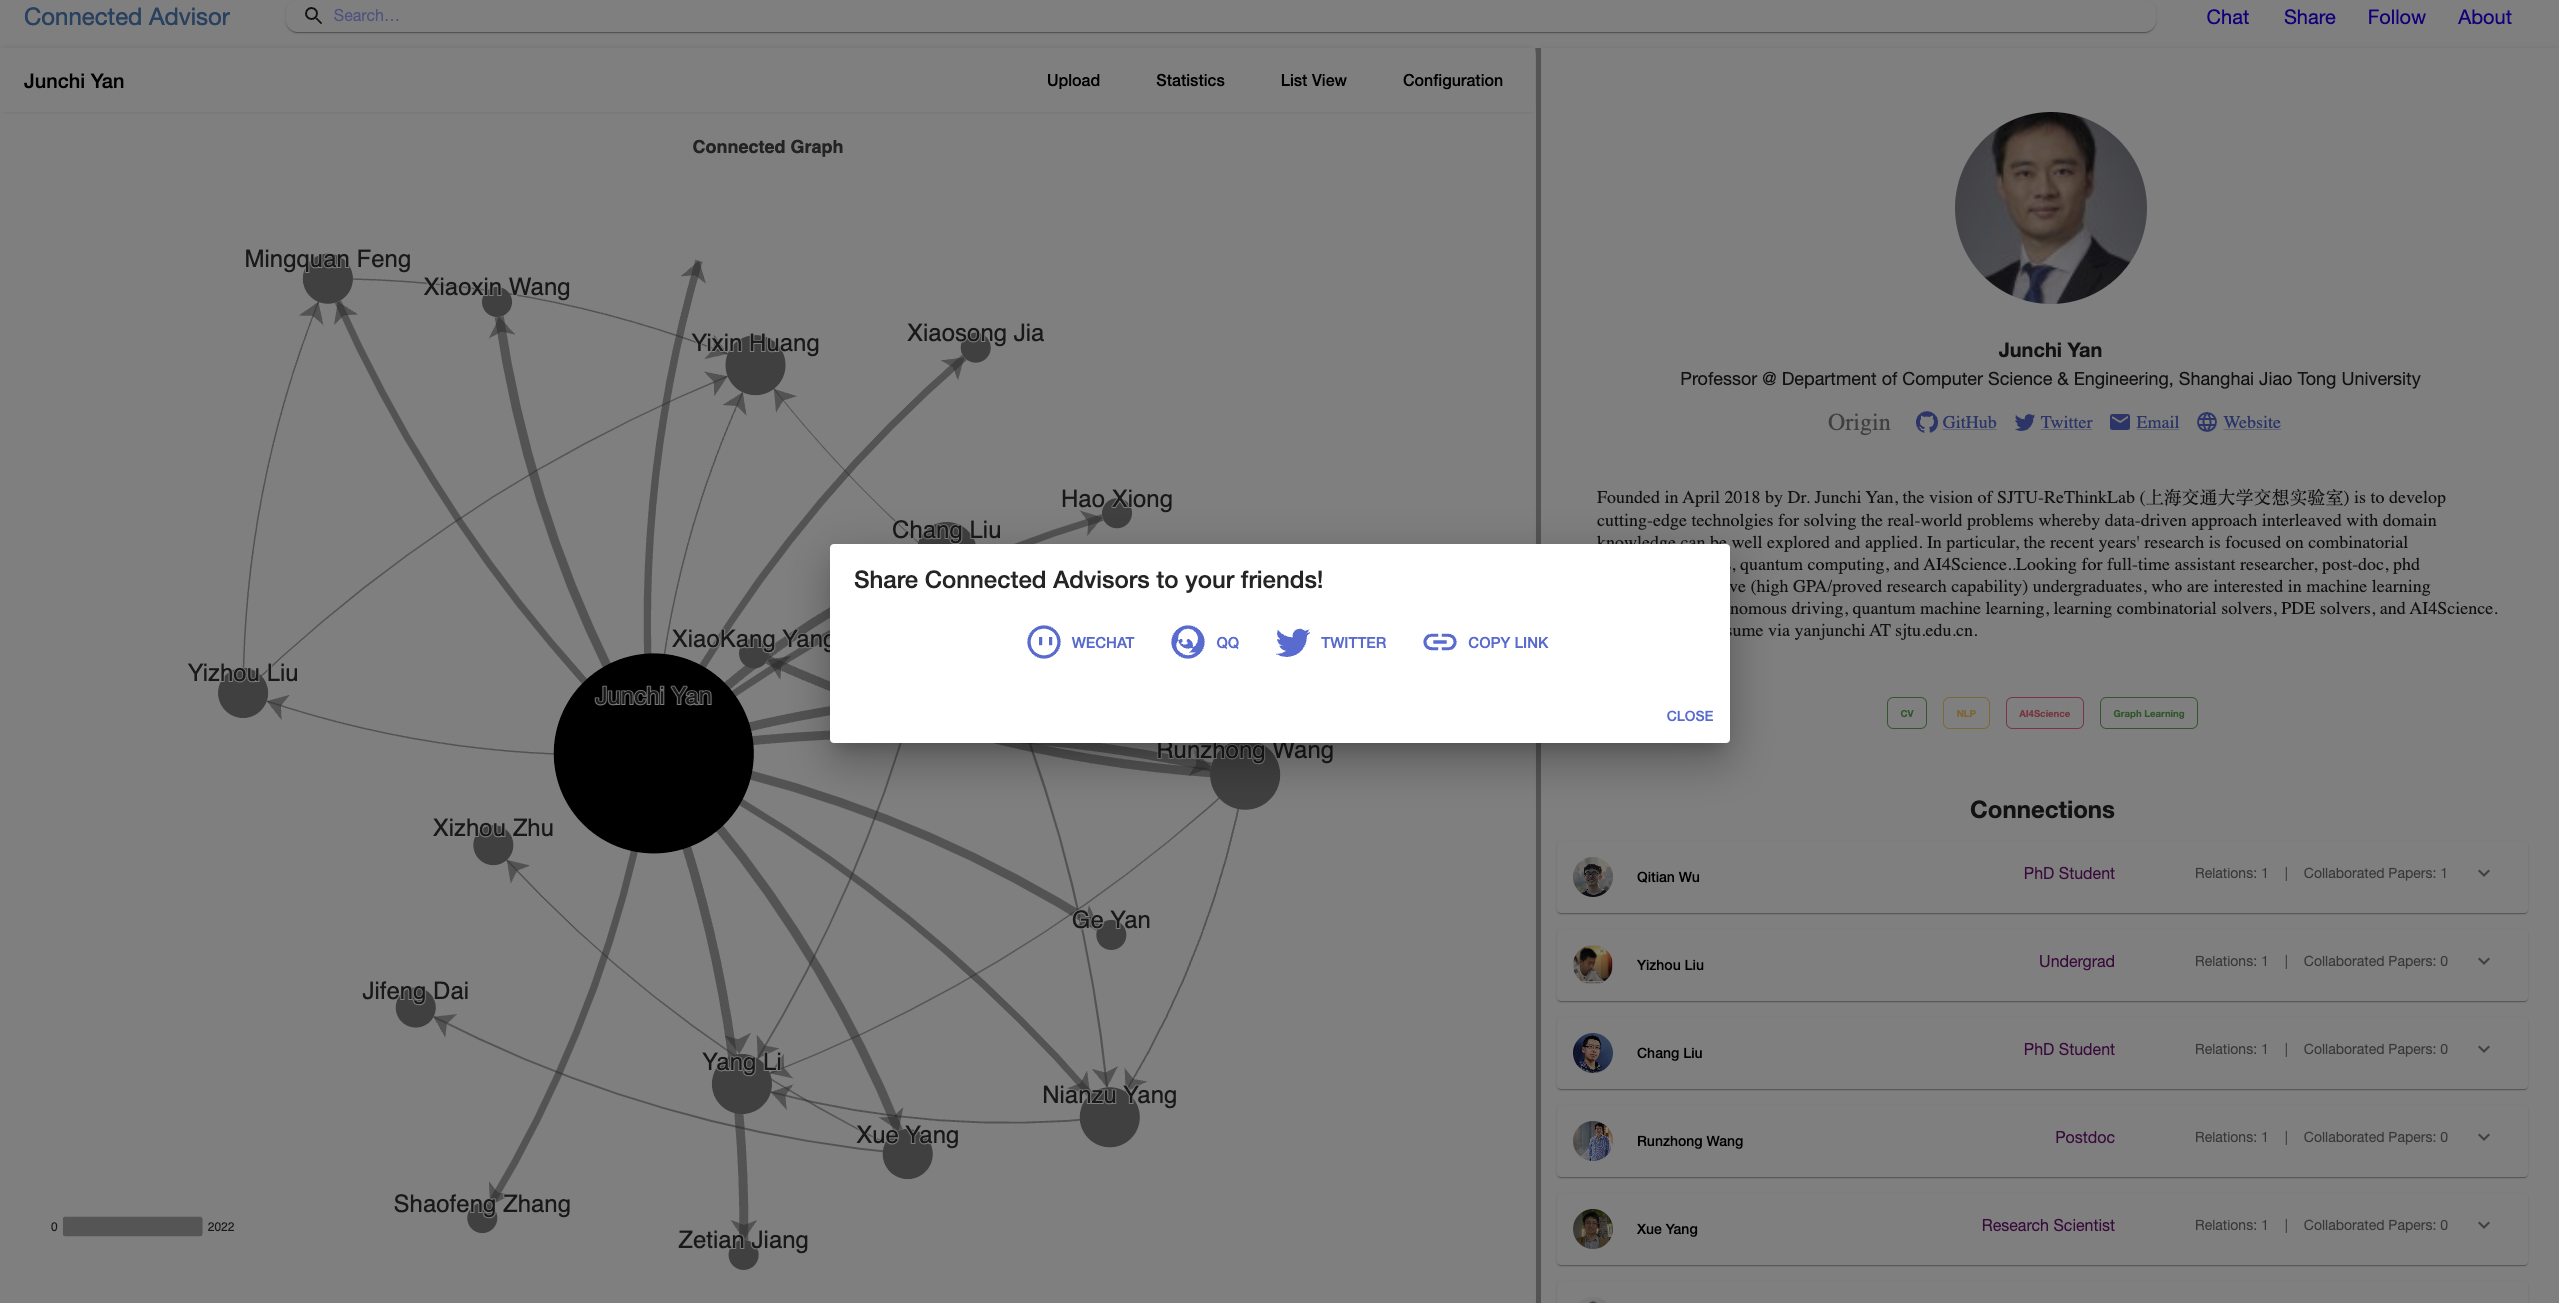 Connected Advisor
Search...
Chat
Share
Follow
About
Junchi Yan
Upload
Statistics
List View
Configuration
Connected Graph
Mingquan Feng
Xiaoxin Wang
Yixin Huang
Xiaosong Jia
Hao Xiong
Chang Liu
XiaoKang Yang
Yizhou Liu
Junchi Yan
Runzhong Wang
Xizhou Zhu
Ge Yan
Jifeng Dai
Yang Li
Nianzu Yang
Xue Yang
Shaofeng Zhang
Zetian Jiang
0
2022
Share Connected Advisors to your friends!
WECHAT
QQ
TWITTER
COPY LINK
CLOSE
Junchi Yan
Professor @ Department of Computer Science & Engineering, Shanghai Jiao Tong University
Origin
GitHub
Twitter
Email
Website
Founded in April 2018 by Dr. Junchi Yan, the vision of SJTU-ReThinkLab (上海交通大学交想实验室) is to develop
cutting-edge technolgies for solving the real-world problems whereby data-driven approach interleaved with domain
knowledge can be well explored and applied. In particular, the recent years' research is focused on combinatorial
, quantum computing, and AI4Science..Looking for full-time assistant researcher, post-doc, phd
(high GPA/proved research capability) undergraduates, who are interested in machine learning
driving, quantum machine learning, learning combinatorial solvers, PDE solvers, and AI4Science.
via yanjunchi AT sjtu.edu.cn.
CV
NLP
AI4Science
Graph Learning
Connections
Qitian Wu
PhD Student
Relations: 1 | Collaborated Papers: 1
Yizhou Liu
Undergrad
Relations: 1 | Collaborated Papers: 0
Chang Liu
PhD Student
Relations: 1 | Collaborated Papers: 0
Runzhong Wang
Postdoc
Relations: 1 | Collaborated Papers: 0
Xue Yang
Research Scientist
Relations: 1 | Collaborated Papers: 0